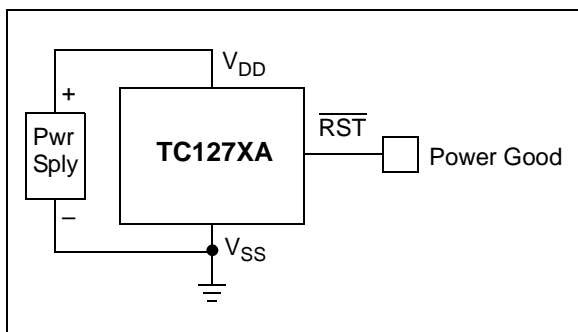 V_DD
+
RST
Pwr
Sply
TC127XA
Power Good
–
V_SS